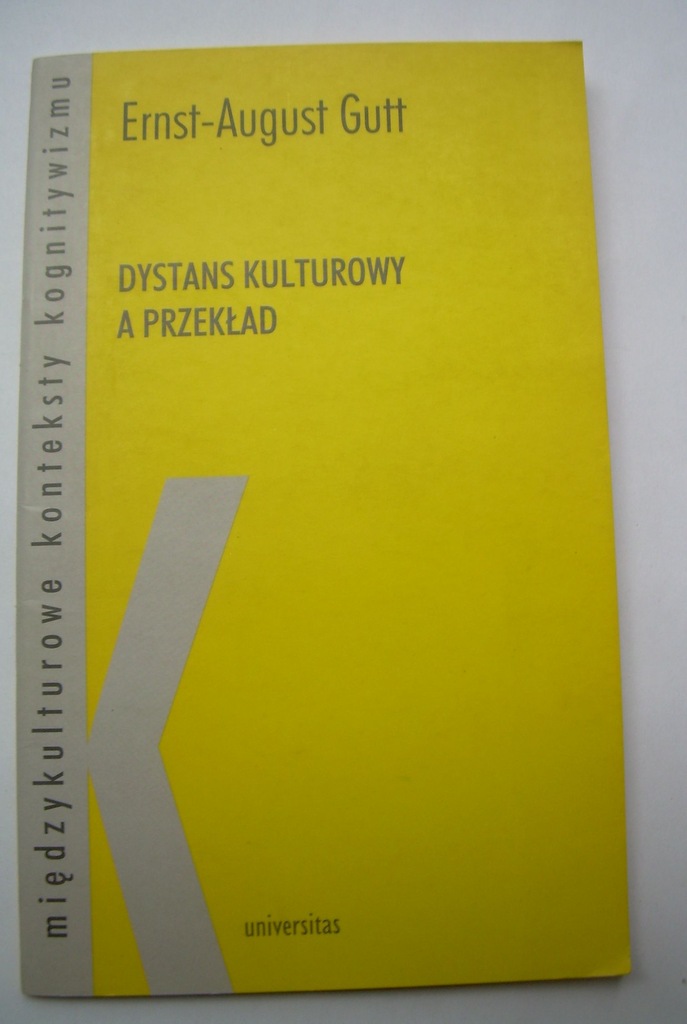 Ernst-August Gutt
DYSTANS KULTUROWY
A PRZEKŁAD
międzykulturowe konteksty kognitywizmu
universitas